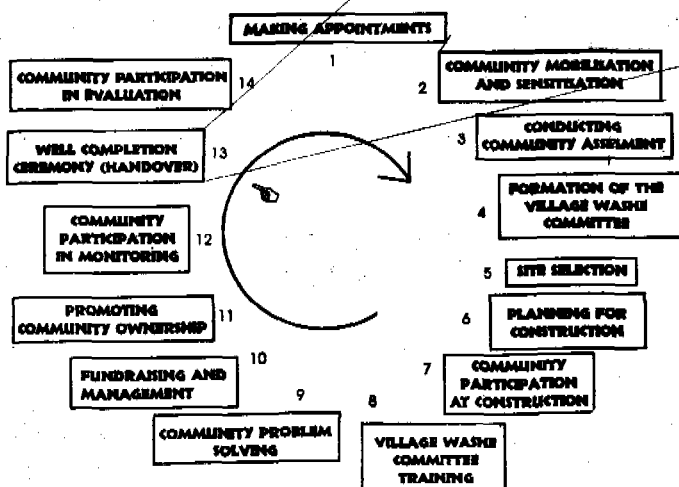 MAKING APPOINTMENTS
1
COMMUNITY MOBILISATION
AND SENSITISATION
2
CONDUCTING
COMMUNITY ASSESMENT
3
FORMATION OF THE
VILLAGE WASHE
COMMITTEE
4
SITE SELECTION
5
PLANNING FOR
CONSTRUCTION
6
COMMUNITY
PARTICIPATION
AT CONSTRUCTION
7
VILLAGE WASHE
COMMITTEE
TRAINING
8
COMMUNITY PROBLEM
SOLVING
9
FUNDRAISING AND
MANAGEMENT
10
PROMOTING
COMMUNITY OWNERSHIP
11
COMMUNITY
PARTICIPATION
IN MONITORING
12
WELL COMPLETION
CEREMONY (HANDOVER)
13
COMMUNITY PARTICIPATION
IN EVALUATION
14